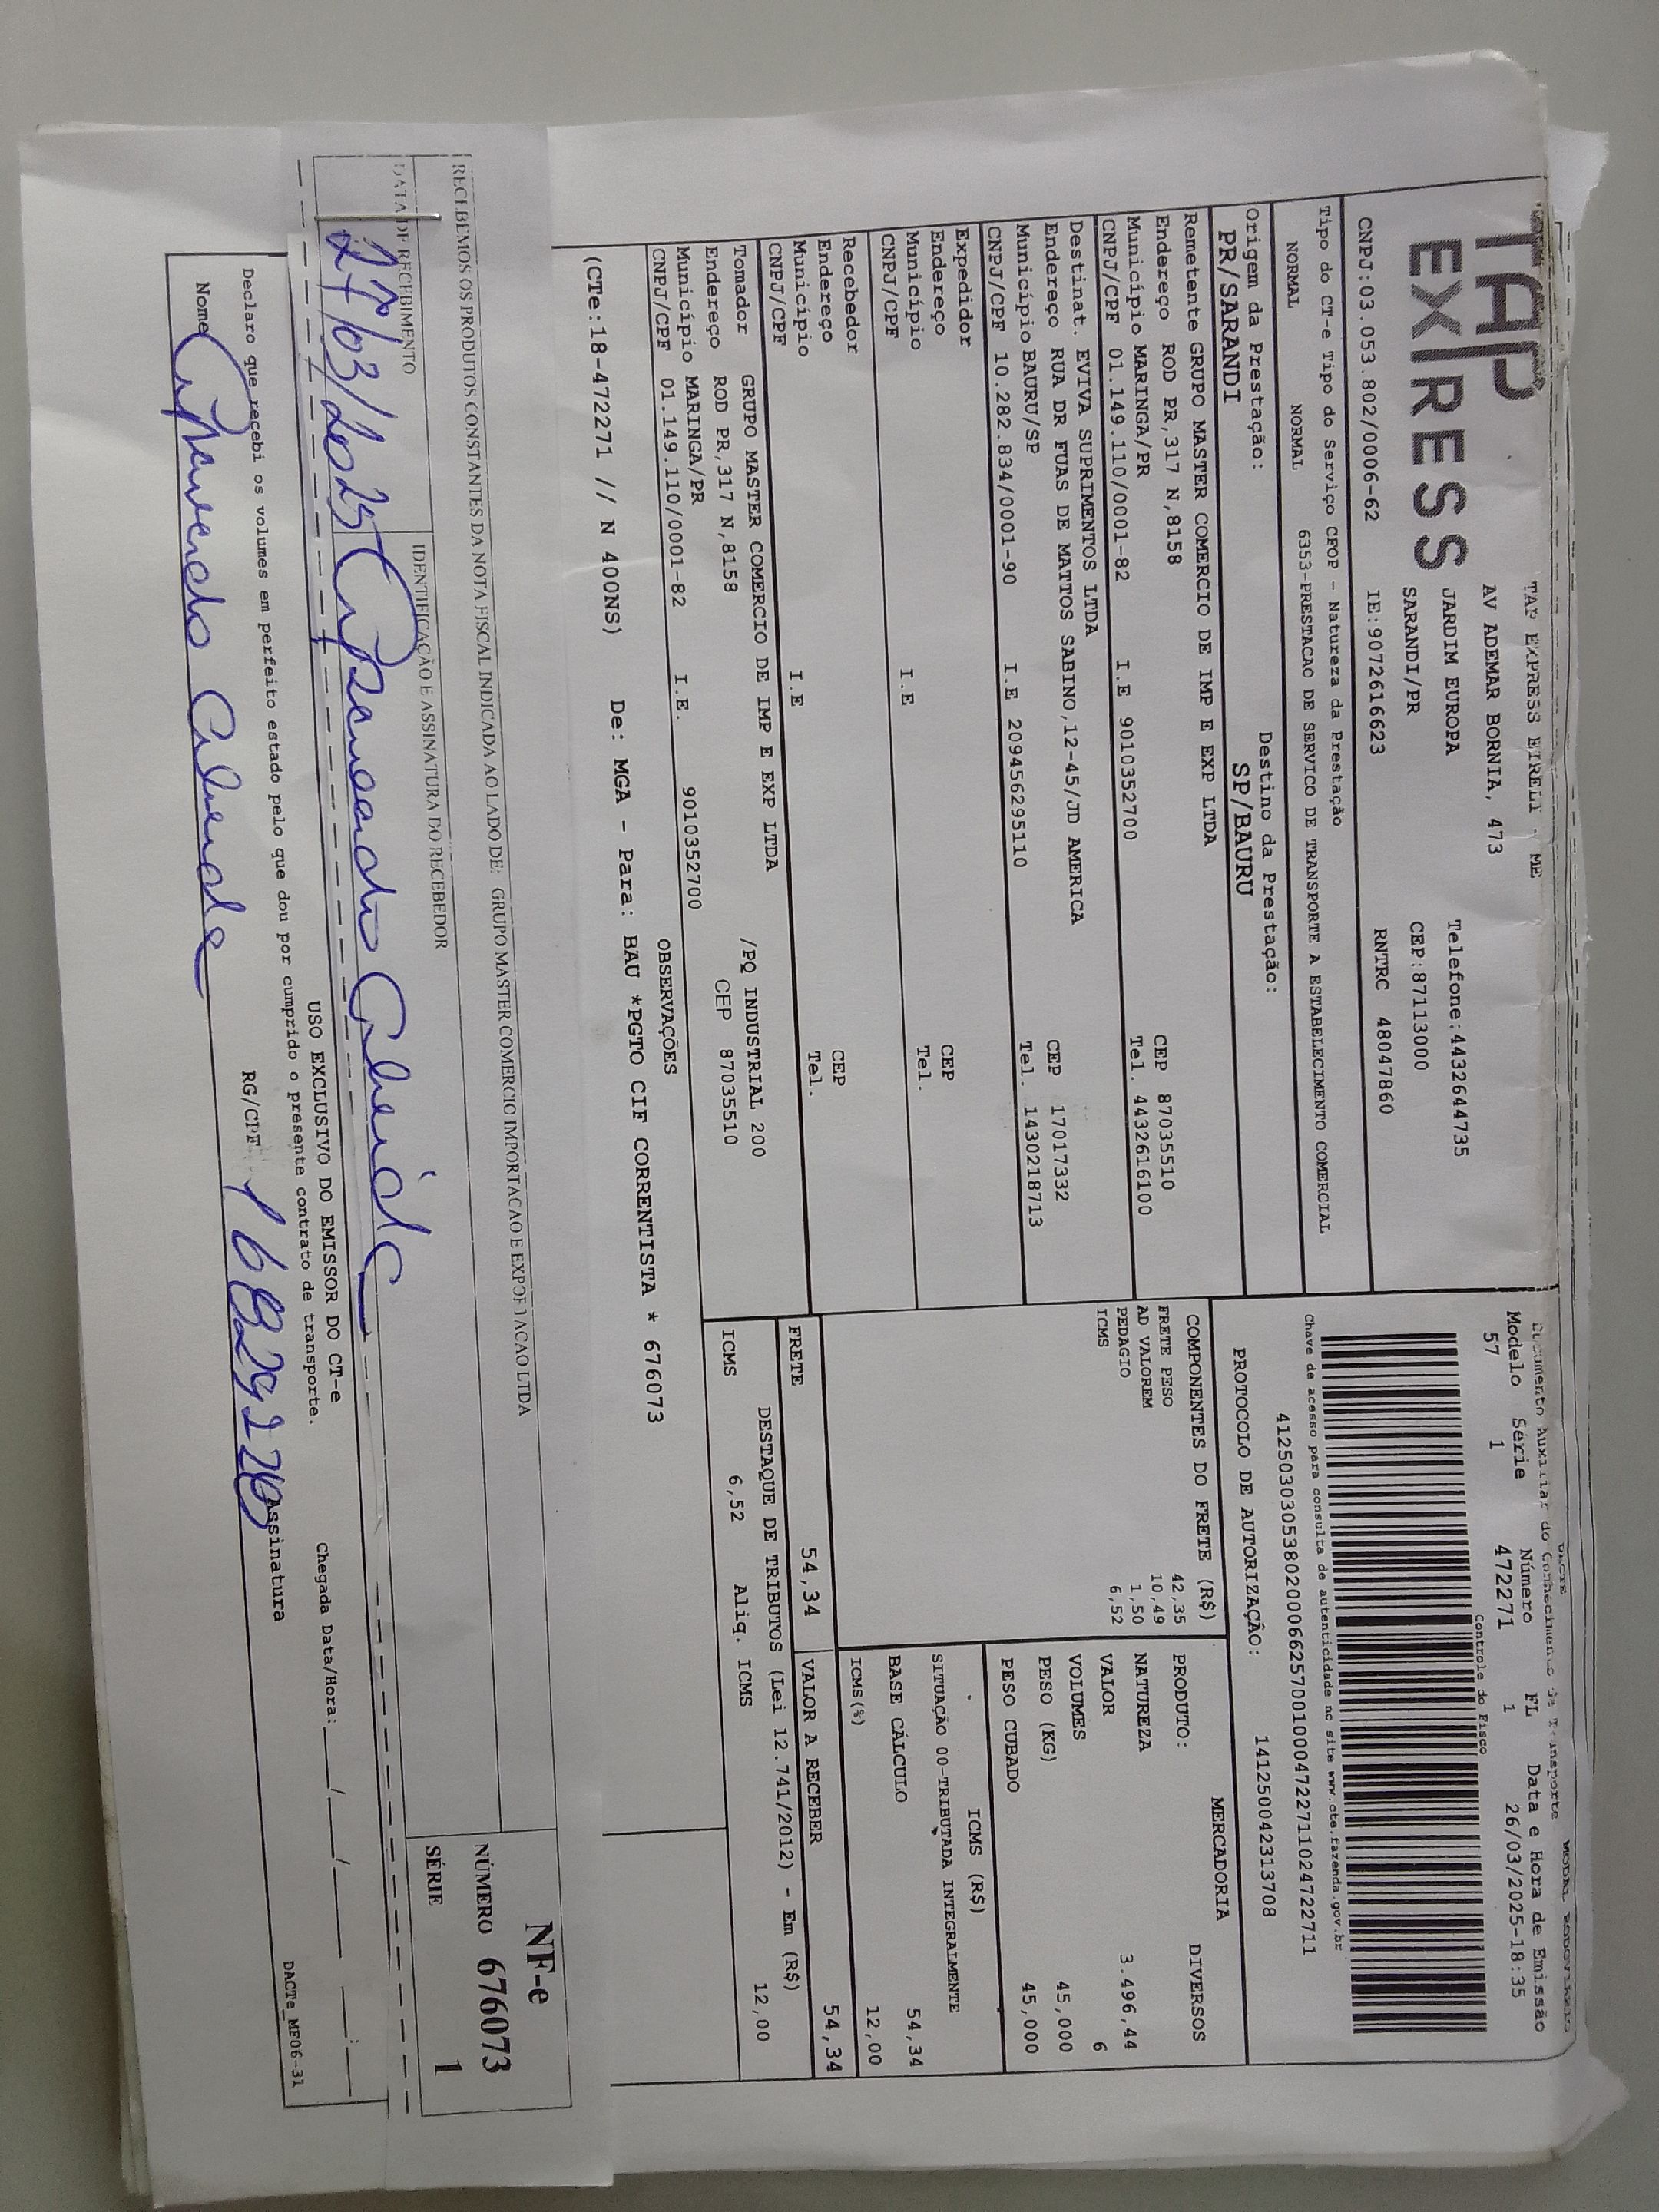 TAP
EXPRESS
TAP EXPRESS EIRELI - ME
AV ADEMAR BORNIA, 473
JARDIM EUROPA Telefone:4432644735
SARANDI/PR CEP:87113000
CNPJ:03.053.802/0006-62 IE:9072616623 RNTRC 48047860
Tipo do CT-e Tipo do Serviço CFOP - Natureza da Prestação
NORMAL NORMAL 6353-PRESTACAO DE SERVICO DE TRANSPORTE A ESTABELECIMENTO COMERCIAL
Origem da Prestação: Destino da Prestação:
PR/SARANDI SP/BAURU
Remetente GRUPO MASTER COMERCIO DE IMP E EXP LTDA
Endereço ROD PR,317 N,8158 CEP 87035510
Município MARINGA/PR Tel. 4432616100
CNPJ/CPF 01.149.110/0001-82 I.E 9010352700
Destinat. EVIVA SUPRIMENTOS LTDA
Endereço RUA DR FUAS DE MATTOS SABINO,12-45/JD AMERICA CEP 17017332
Município BAURU/SP Tel. 1430218713
CNPJ/CPF 10.282.834/0001-90 I.E 209456295110
Expedidor
Endereço CEP
Município Tel.
CNPJ/CPF I.E
Recebedor
Endereço CEP
Município Tel.
CNPJ/CPF I.E
Tomador GRUPO MASTER COMERCIO DE IMP E EXP LTDA
Endereço ROD PR,317 N,8158 /PQ INDUSTRIAL 200
Município MARINGA/PR CEP 87035510
CNPJ/CPF 01.149.110/0001-82 I.E. 9010352700
OBSERVAÇÕES
(CTe:18-472271 // N 400NS) De: MGA - Para: BAU *PGTO CIF CORRENTISTA * 676073
DACTE MODAL RODOVIARIO
Documento Auxiliar do Conhecimento de Transporte
Modelo Série Número FL Data e Hora de Emissão
57 1 472271 1 26/03/2025-18:35
Controle do Fisco
Chave de acesso para consulta de autenticidade no site www.cte.fazenda.gov.br
41250303053802000662570010004722711024722711
PROTOCOLO DE AUTORIZAÇÃO: 141250042313708
COMPONENTES DO FRETE (R$)
FRETE PESO 42,35
AD VALOREM 10,49
PEDAGIO 1,50
ICMS 6,52
MERCADORIA
PRODUTO: DIVERSOS
NATUREZA
VALOR 3.496,44
VOLUMES 6
PESO (KG) 45,000
PESO CUBADO 45,000
ICMS (R$)
SITUAÇÃO 00-TRIBUTADA INTEGRALMENTE
BASE CÁLCULO 54,34
ICMS(%) 12,00
FRETE 54,34 VALOR A RECEBER 54,34
DESTAQUE DE TRIBUTOS (Lei 12.741/2012) - Em (R$)
ICMS 6,52 Aliq. ICMS 12,00
RECEBEMOS OS PRODUTOS CONSTANTES DA NOTA FISCAL INDICADA AO LADO DE: GRUPO MASTER COMERCIO IMPORTACAO E EXPORTACAO LTDA
DATA DE RECEBIMENTO IDENTIFICAÇÃO E ASSINATURA DO RECEBEDOR
27/03/2025
NF-e
NÚMERO 676073
SÉRIE 1
USO EXCLUSIVO DO EMISSOR DO CT-e
Declaro que recebi os volumes em perfeito estado pelo que dou por cumprido o presente contrato de transporte.
Chegada Data/Hora: __/__/__ __:__
Nome RG/CPF Assinatura
DACTe_MF06-31